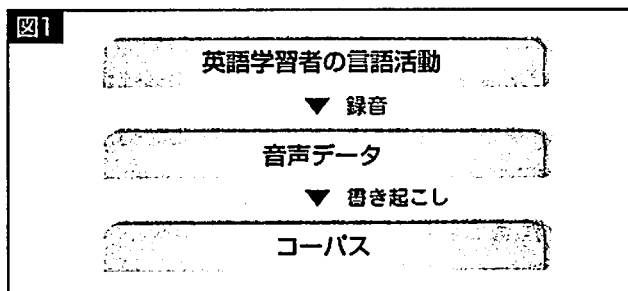 図1
英語学習者の言語活動
▼ 録音
音声データ
▼ 書き起こし
コーパス